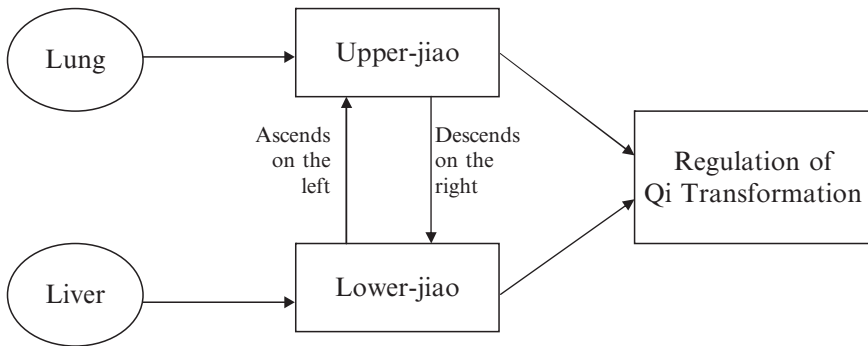 Lung
Upper-jiao
Ascends
on the
left
Descends
on the
right
Regulation of
Qi Transformation
Liver
Lower-jiao